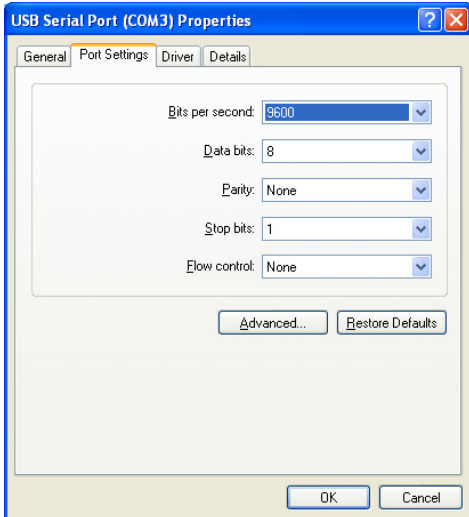 USB Serial Port (COM3) Properties
General Port Settings Driver Details
Bits per second: 9600
Data bits: 8
Parity: None
Stop bits: 1
Flow control: None
Advanced... Restore Defaults
OK Cancel